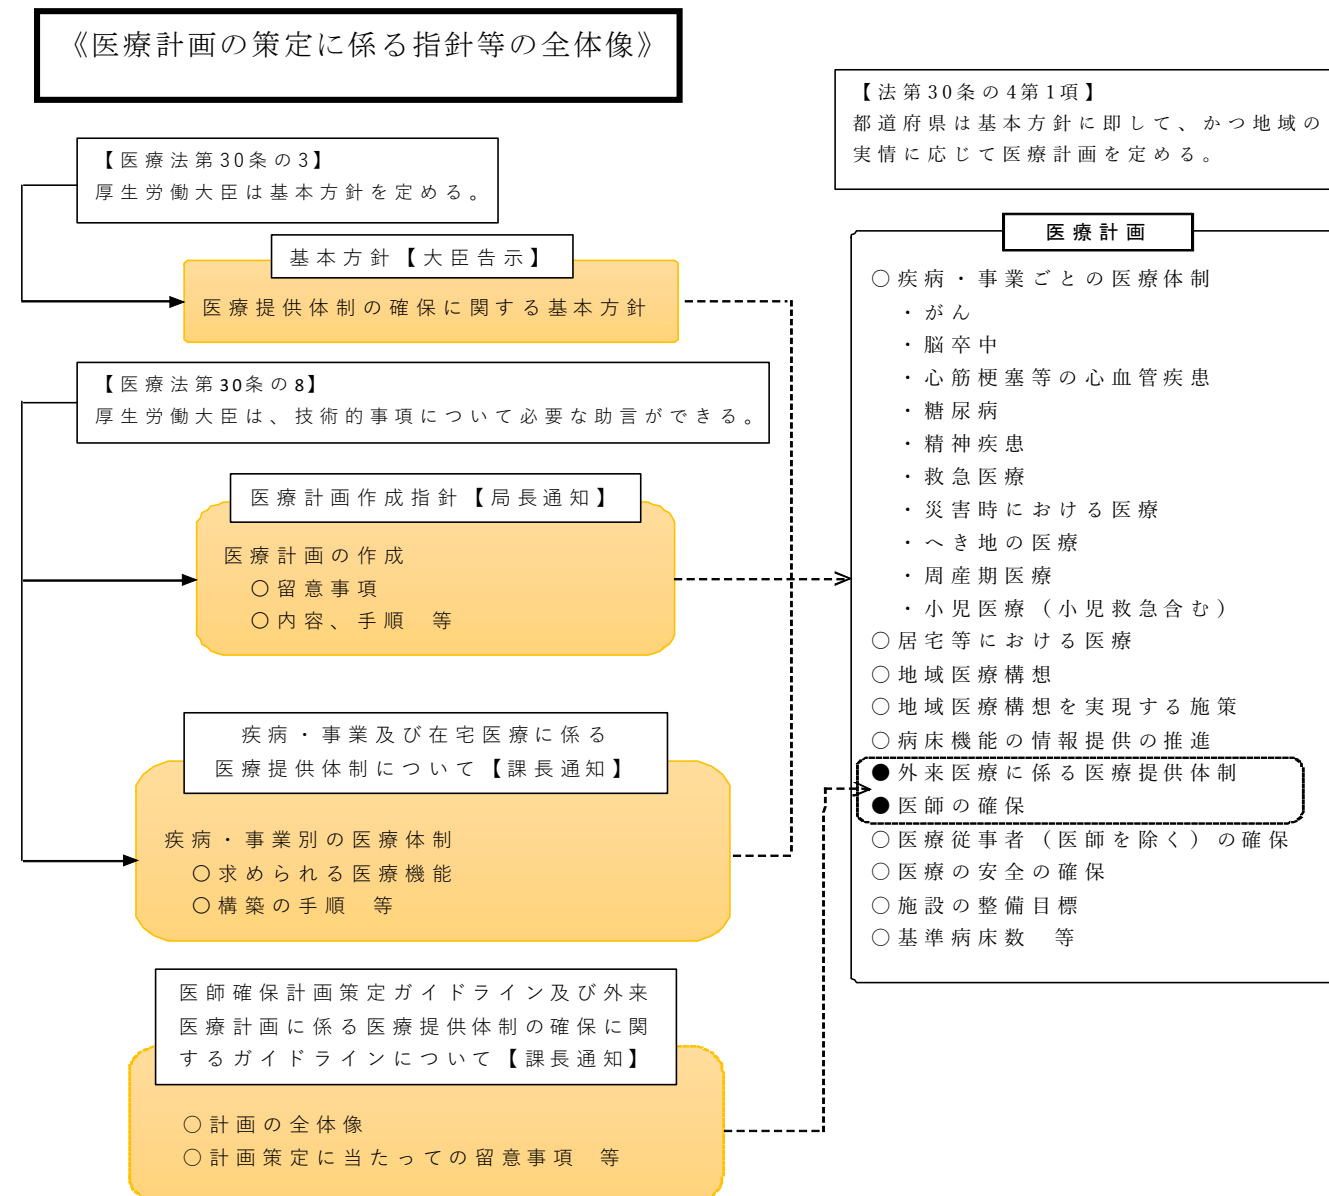 《医療計画の策定に係る指針等の全体像》
【医療法第30条の3】
厚生労働大臣は基本方針を定める。
基本方針【大臣告示】
医療提供体制の確保に関する基本方針
【医療法第30条の8】
厚生労働大臣は、技術的事項について必要な助言ができる。
医療計画作成指針【局長通知】
医療計画の作成
○留意事項
○内容、手順 等
疾病・事業及び在宅医療に係る
医療提供体制について【課長通知】
疾病・事業別の医療体制
○求められる医療機能
○構築の手順 等
医師確保計画策定ガイドライン及び外来
医療計画に係る医療提供体制の確保に関
するガイドラインについて【課長通知】
○計画の全体像
○計画策定に当たっての留意事項 等
【法第30条の4第1項】
都道府県は基本方針に即して、かつ地域の
実情に応じて医療計画を定める。
医療計画
○疾病・事業ごとの医療体制
・がん
・脳卒中
・心筋梗塞等の心血管疾患
・糖尿病
・精神疾患
・救急医療
・災害時における医療
・へき地の医療
・周産期医療
・小児医療（小児救急含む）
○居宅等における医療
○地域医療構想
○地域医療構想を実現する施策
○病床機能の情報提供の推進
●外来医療に係る医療提供体制
●医師の確保
○医療従事者（医師を除く）の確保
○医療の安全の確保
○施設の整備目標
○基準病床数 等